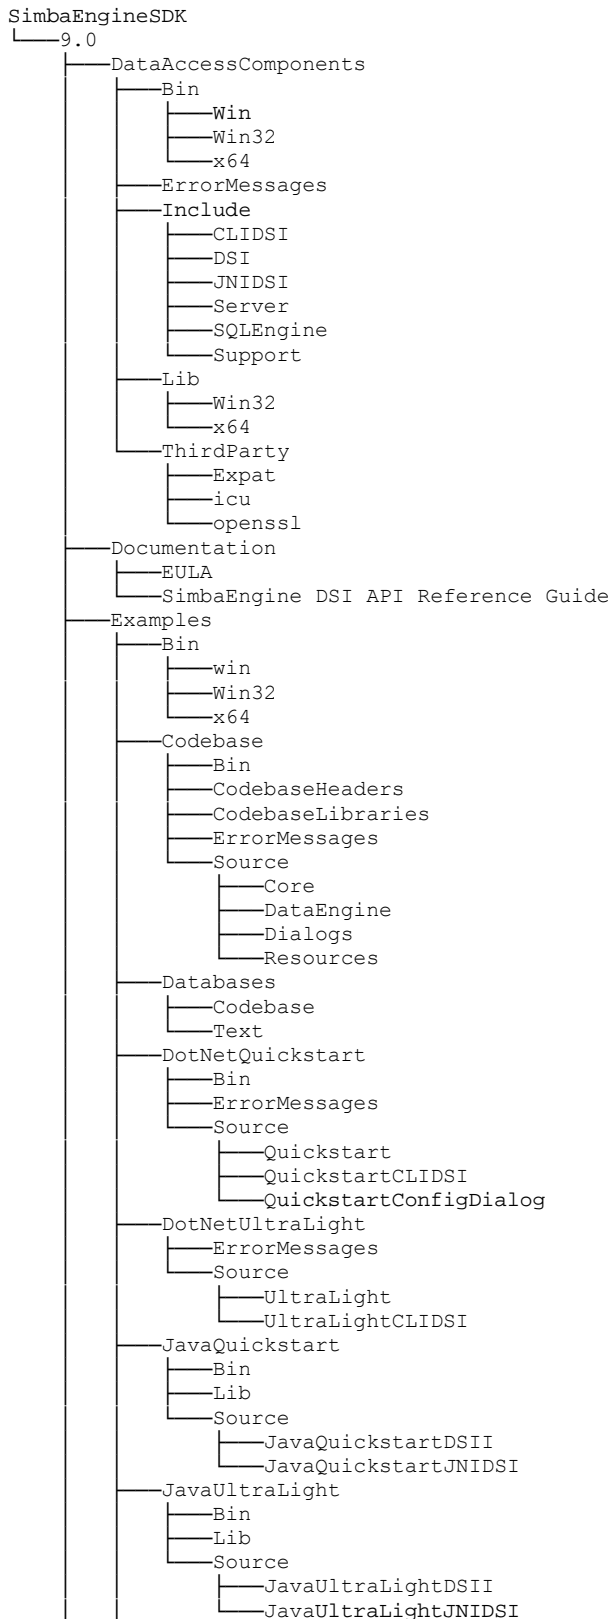 SimbaEngineSDK
9.0
DataAccessComponents
Bin
Win
Win32
x64
ErrorMessages
Include
CLIDSI
DSI
JNIDSI
Server
SQLEngine
Support
Lib
Win32
x64
ThirdParty
Expat
icu
openssl
Documentation
EULA
SimbaEngine DSI API Reference Guide
Examples
Bin
win
Win32
x64
Codebase
Bin
CodebaseHeaders
CodebaseLibraries
ErrorMessages
Source
Core
DataEngine
Dialogs
Resources
Databases
Codebase
Text
DotNetQuickstart
Bin
ErrorMessages
Source
Quickstart
QuickstartCLIDSI
QuickstartConfigDialog
DotNetUltraLight
ErrorMessages
Source
UltraLight
UltraLightCLIDSI
JavaQuickstart
Bin
Lib
Source
JavaQuickstartDSII
JavaQuickstartJNIDSI
JavaUltraLight
Bin
Lib
Source
JavaUltraLightDSII
JavaUltraLightJNIDSI